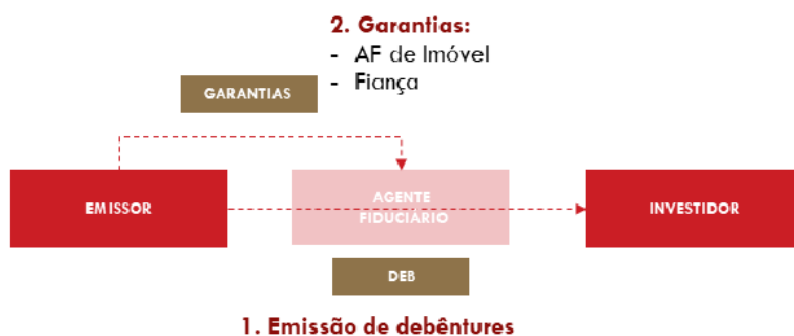 2. Garantias:
- AF de Imóvel
- Fiança
GARANTIAS
EMISSOR
AGENTE
FIDUCIÁRIO
INVESTIDOR
DEB
1. Emissão de debêntures